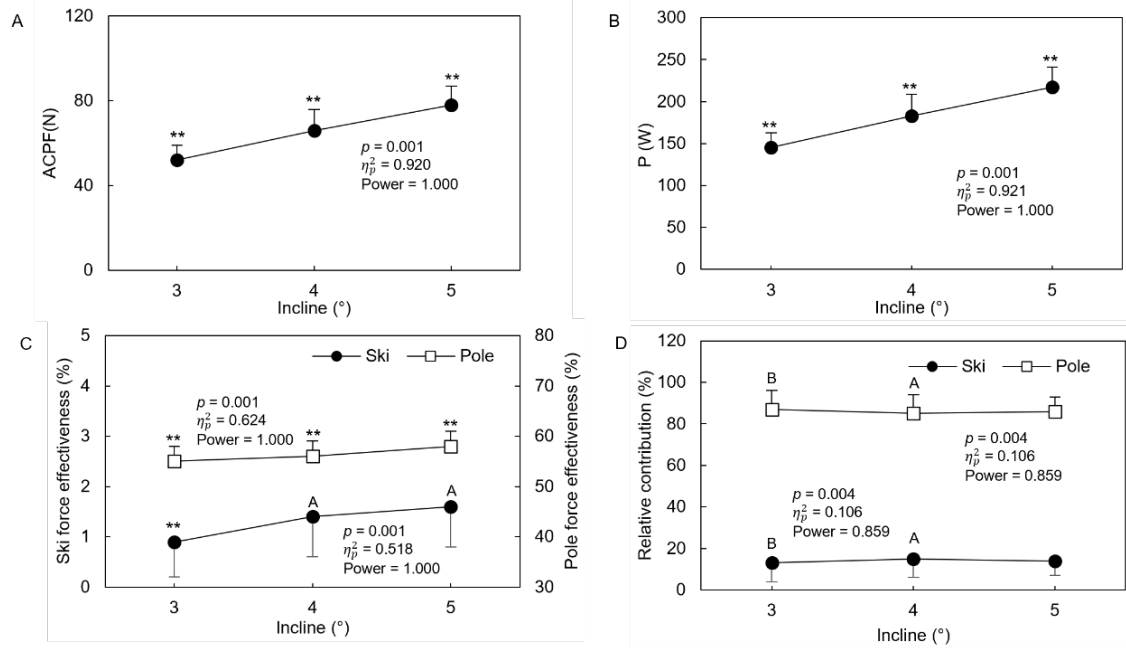 A
120
80
40
0
ACPF(N)
**
**
**
p = 0.001
η²ₚ = 0.920
Power = 1.000
3 4 5
Incline (°)
B
300
250
200
150
100
50
0
P (W)
**
**
**
p = 0.001
η²ₚ = 0.921
Power = 1.000
3 4 5
Incline (°)
C
5
4
3
2
1
0
Ski force effectiveness (%)
Ski Pole
p = 0.001
η²ₚ = 0.624
Power = 1.000
** ** **
** A A
p = 0.001
η²ₚ = 0.518
Power = 1.000
80
70
60
50
40
30
Pole force effectiveness (%)
3 4 5
Incline (°)
D
120
100
80
60
40
20
0
Relative contribution (%)
Ski Pole
B A
p = 0.004
η²ₚ = 0.106
Power = 0.859
p = 0.004
η²ₚ = 0.106
Power = 0.859
B A
3 4 5
Incline (°)